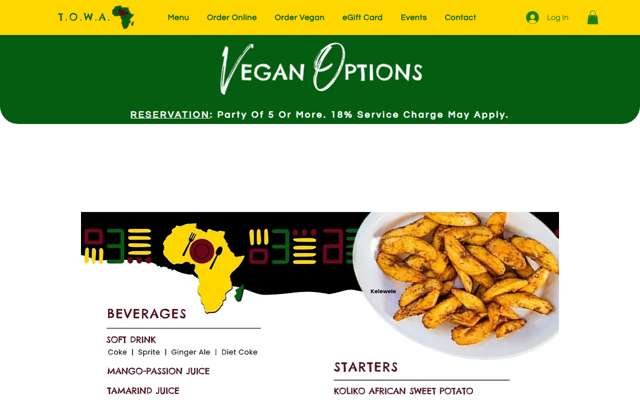 T.O.W.A.
Menu
Order Online
Order Vegan
eGift Card
Events
Contact
Log In
VEGAN OPTIONS
RESERVATION: Party Of 5 Or More. 18% Service Charge May Apply.
Kelewele
BEVERAGES
SOFT DRINK
Coke | Sprite | Ginger Ale | Diet Coke
MANGO-PASSION JUICE
TAMARIND JUICE
STARTERS
KOLIKO AFRICAN SWEET POTATO